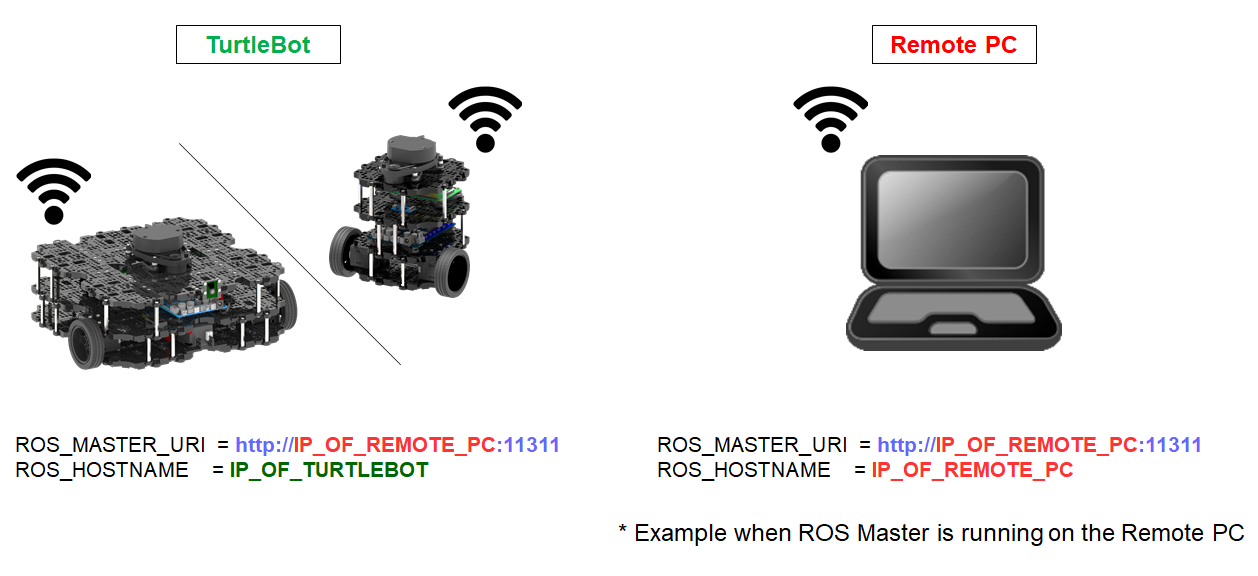 TurtleBot
Remote PC
ROS_MASTER_URI = http://IP_OF_REMOTE_PC:11311
ROS_HOSTNAME = IP_OF_TURTLEBOT
ROS_MASTER_URI = http://IP_OF_REMOTE_PC:11311
ROS_HOSTNAME = IP_OF_REMOTE_PC
* Example when ROS Master is running on the Remote PC